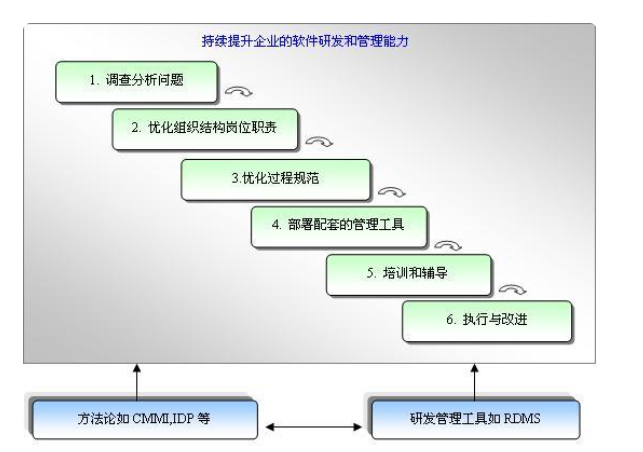 持续提升企业的软件研发和管理能力
1. 调查分析问题
2. 优化组织结构岗位职责
3.优化过程规范
4. 部署配套的管理工具
5. 培训和辅导
6. 执行与改进
方法论如 CMMI,IDP 等
研发管理工具如 RDMS